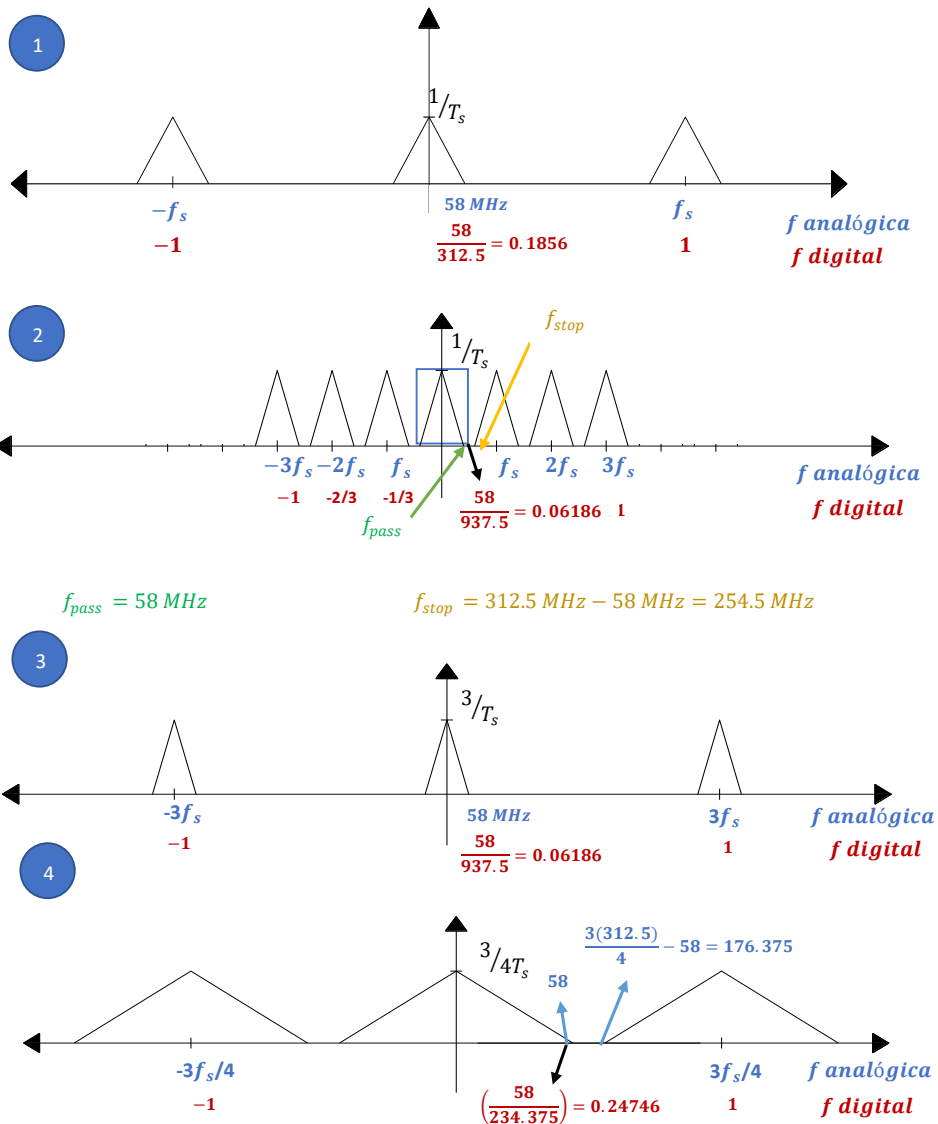 1
1/Ts
−fs
58 MHz
fs
f analógica
−1
58/312.5 = 0.1856
1
f digital
2
fstop
1/Ts
−3fs −2fs fs fs 2fs 3fs
f analógica
−1 -2/3 -1/3
58/937.5 = 0.06186 1
f digital
fpass
fpass = 58 MHz
fstop = 312.5 MHz − 58 MHz = 254.5 MHz
3
3/Ts
-3fs
58 MHz
3fs
f analógica
−1
58/937.5 = 0.06186
1
f digital
4
3(312.5)/4 − 58 = 176.375
3/4Ts
58
-3fs/4
3fs/4
f analógica
−1
(58/234.375) = 0.24746
1
f digital